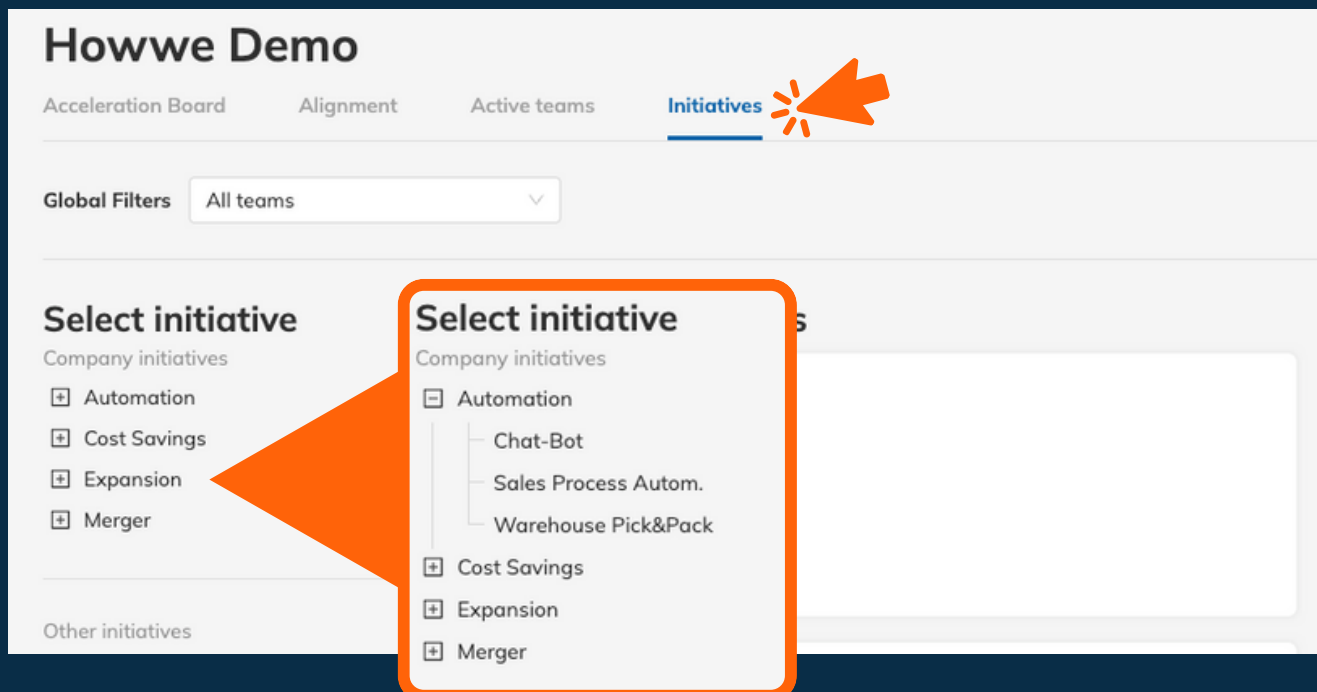 Howwe Demo
Acceleration Board Alignment Active teams Initiatives
Global Filters All teams
Select initiative
Company initiatives
Automation
Cost Savings
Expansion
Merger
Other initiatives
Select initiative
Company initiatives
Automation
Chat-Bot
Sales Process Autom.
Warehouse Pick&Pack
Cost Savings
Expansion
Merger